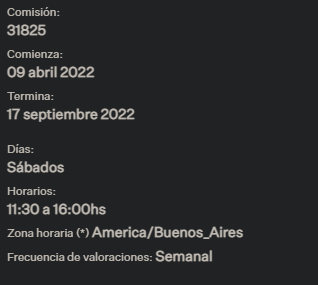 Comisión:
31825
Comienza:
09 abril 2022
Termina:
17 septiembre 2022
Días:
Sábados
Horarios:
11:30 a 16:00hs
Zona horaria (*) America/Buenos_Aires
Frecuencia de valoraciones: Semanal